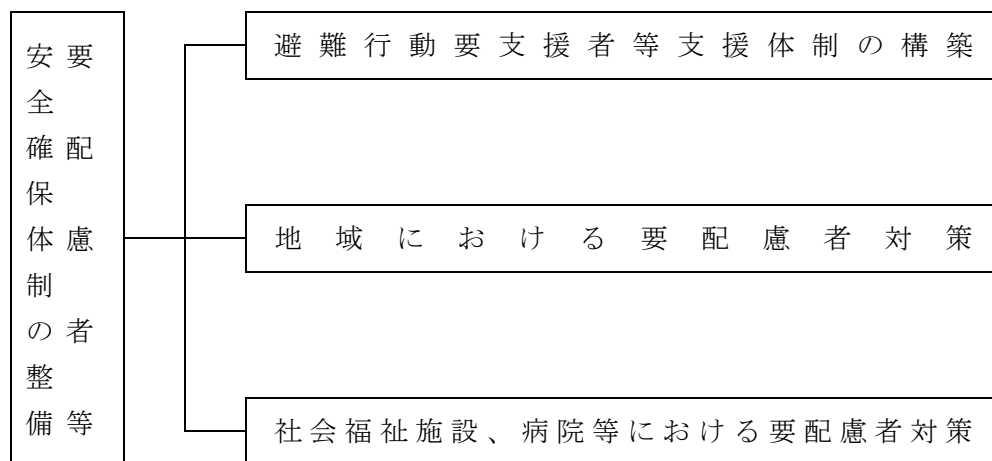 要配慮者等
安全確保体制の整備
避難行動要支援者等支援体制の構築
地域における要配慮者対策
社会福祉施設、病院等における要配慮者対策